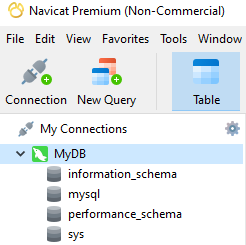 Navicat Premium (Non-Commercial)
File Edit View Favorites Tools Window
Connection New Query Table
My Connections
MyDB
information_schema
mysql
performance_schema
sys